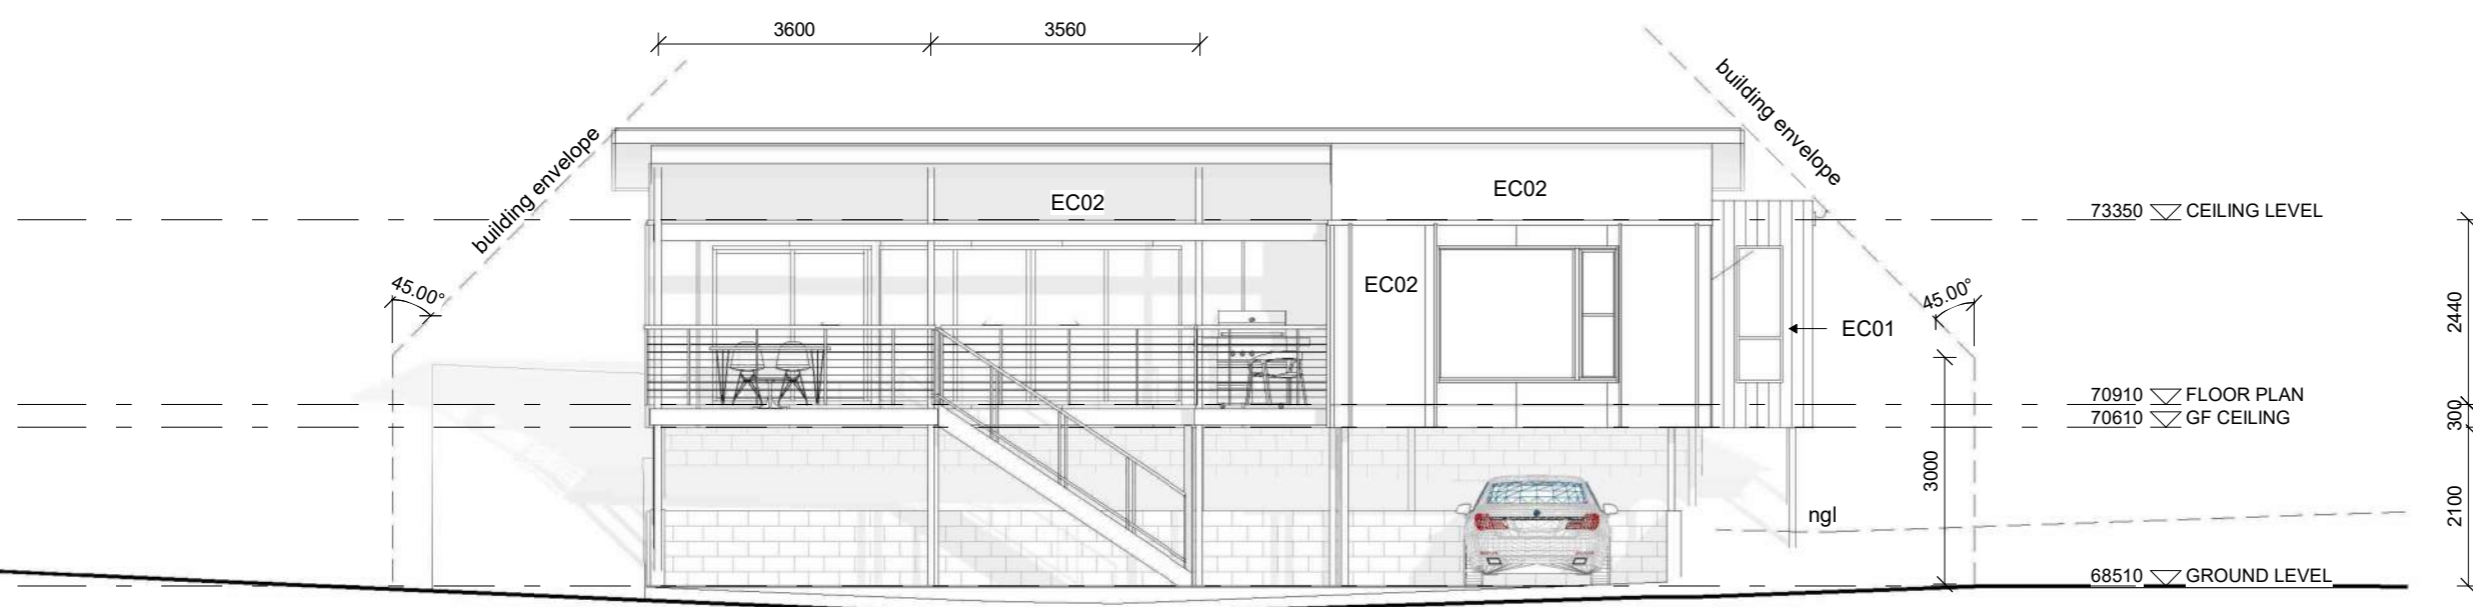 3600
3560
building envelope
building envelope
EC02
EC02
73350 CEILING LEVEL
45.00°
EC02
45.00°
EC01
2440
70910 FLOOR PLAN
300
70610 GF CEILING
3000
ngl
2100
68510 GROUND LEVEL